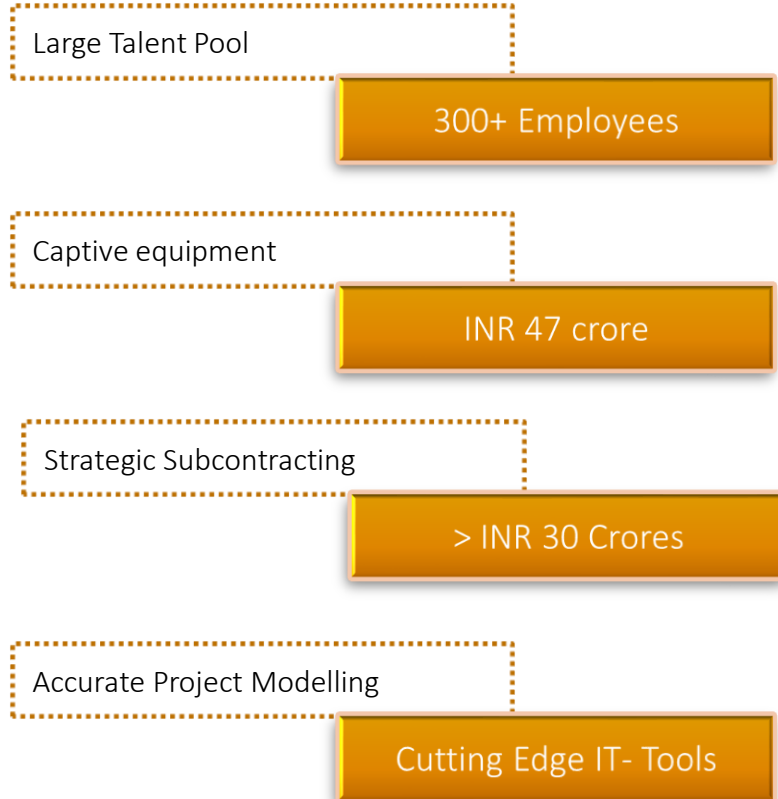 Large Talent Pool
300+ Employees
Captive equipment
INR 47 crore
Strategic Subcontracting
> INR 30 Crores
Accurate Project Modelling
Cutting Edge IT- Tools